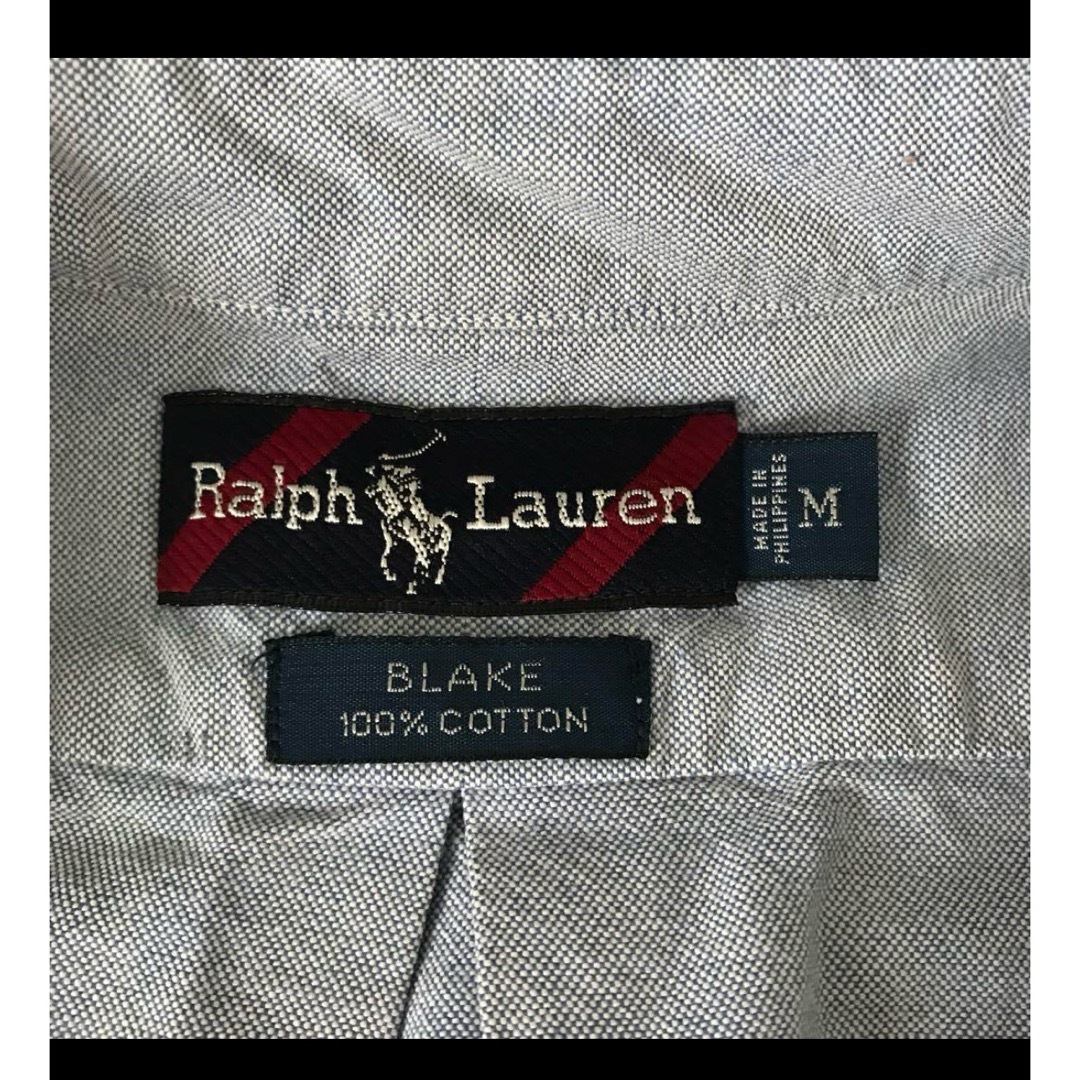 Ralph Lauren
MADE IN
PHILIPPINES
M
BLAKE
100% COTTON